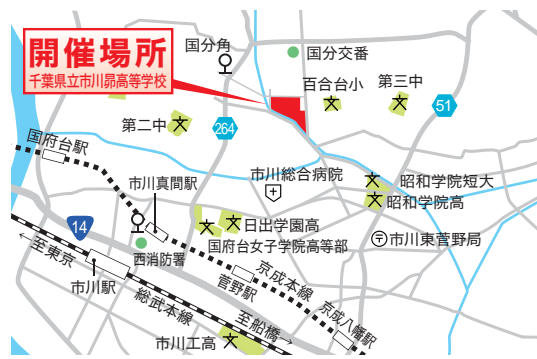 開催場所
千葉県立市川昴高等学校
国分角
国分交番
百合台小
第三中
51
第二中
264
国府台駅
市川真間駅
市川総合病院
昭和学院短大
昭和学院高
14
日出学園高
国府台女子学院高等部
市川東菅野局
←至東京
西消防署
市川駅
京成本線
菅野駅
総武本線
京成八幡駅
至船橋→
市川工高